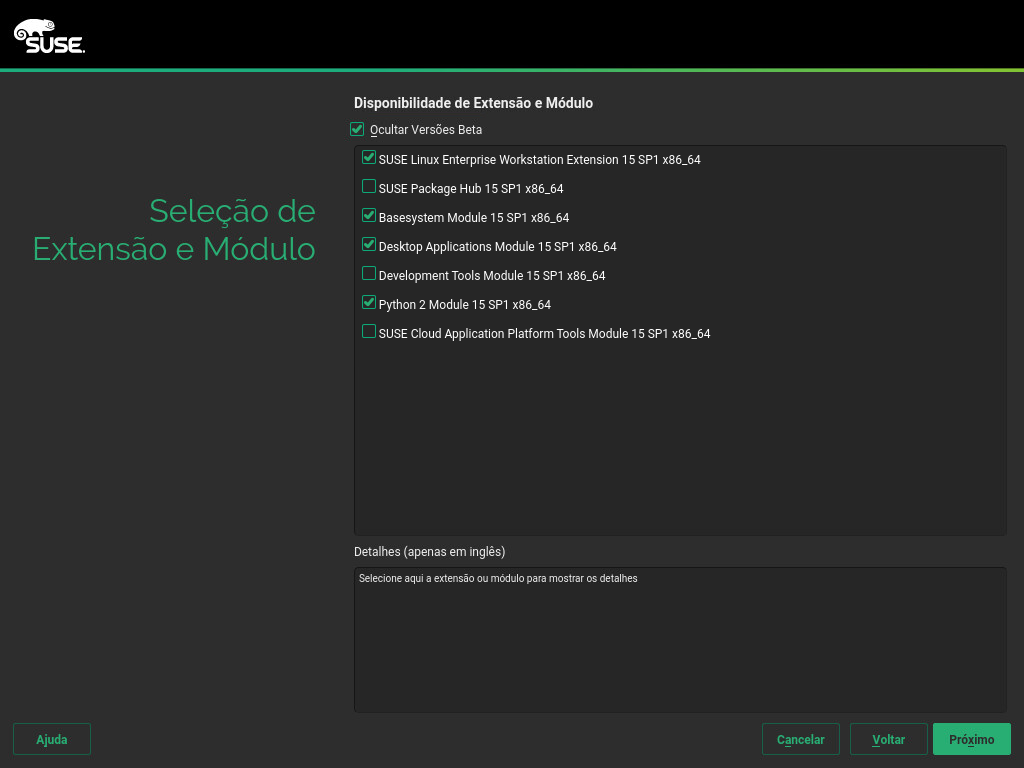 SUSE.
Disponibilidade de Extensão e Módulo
Ocultar Versões Beta
SUSE Linux Enterprise Workstation Extension 15 SP1 x86_64
SUSE Package Hub 15 SP1 x86_64
Basesystem Module 15 SP1 x86_64
Desktop Applications Module 15 SP1 x86_64
Development Tools Module 15 SP1 x86_64
Python 2 Module 15 SP1 x86_64
SUSE Cloud Application Platform Tools Module 15 SP1 x86_64
Seleção de
Extensão e Módulo
Detalhes (apenas em inglês)
Selecione aqui a extensão ou módulo para mostrar os detalhes
Ajuda
Cancelar
Voltar
Próximo